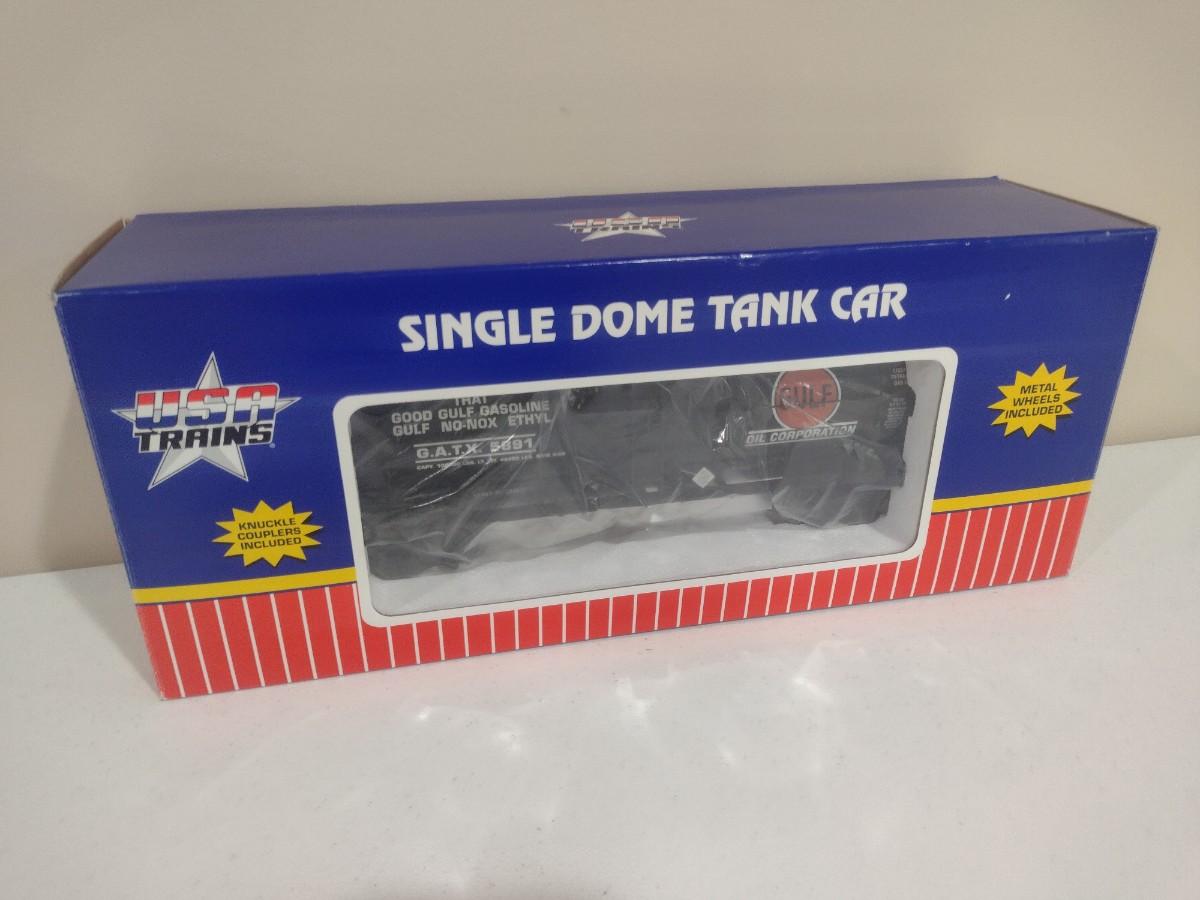 USA
TRAINS
SINGLE DOME TANK CAR
USA
TRAINS
KNUCKLE
COUPLERS
INCLUDED
THAT
GOOD GULF GASOLINE
GULF NO-NOX ETHYL
G.A.T.X. 5891
GULF
OIL CORPORATION
METAL
WHEELS
INCLUDED